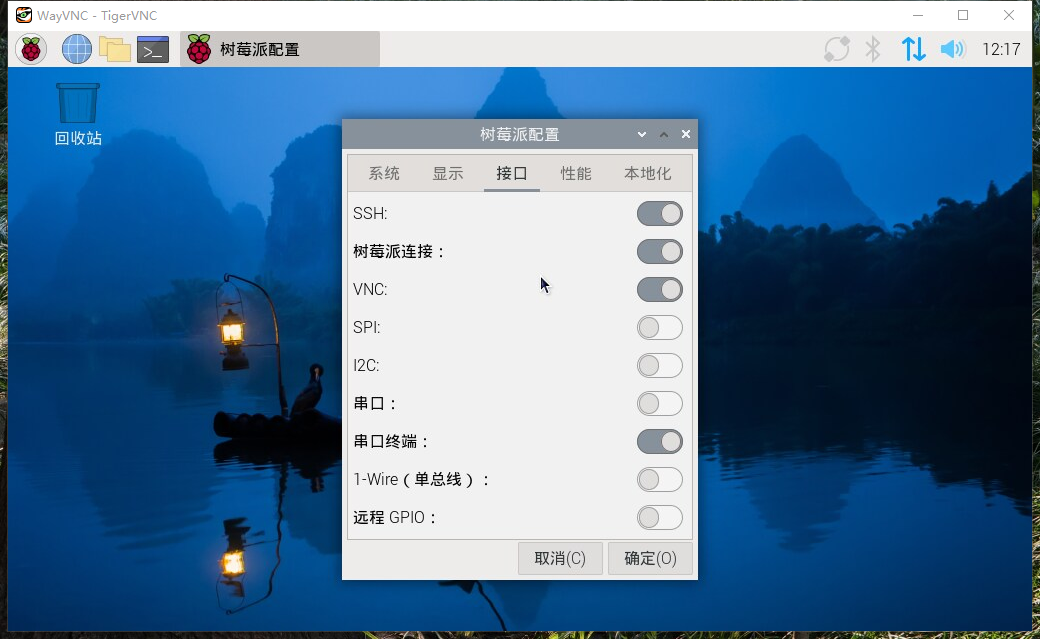 WayVNC - TigerVNC
树莓派配置
12:17
回收站
树莓派配置
系统 显示 接口 性能 本地化
SSH:
树莓派连接：
VNC:
SPI:
I2C:
串口：
串口终端：
1-Wire（单总线）：
远程 GPIO：
取消(C) 确定(O)